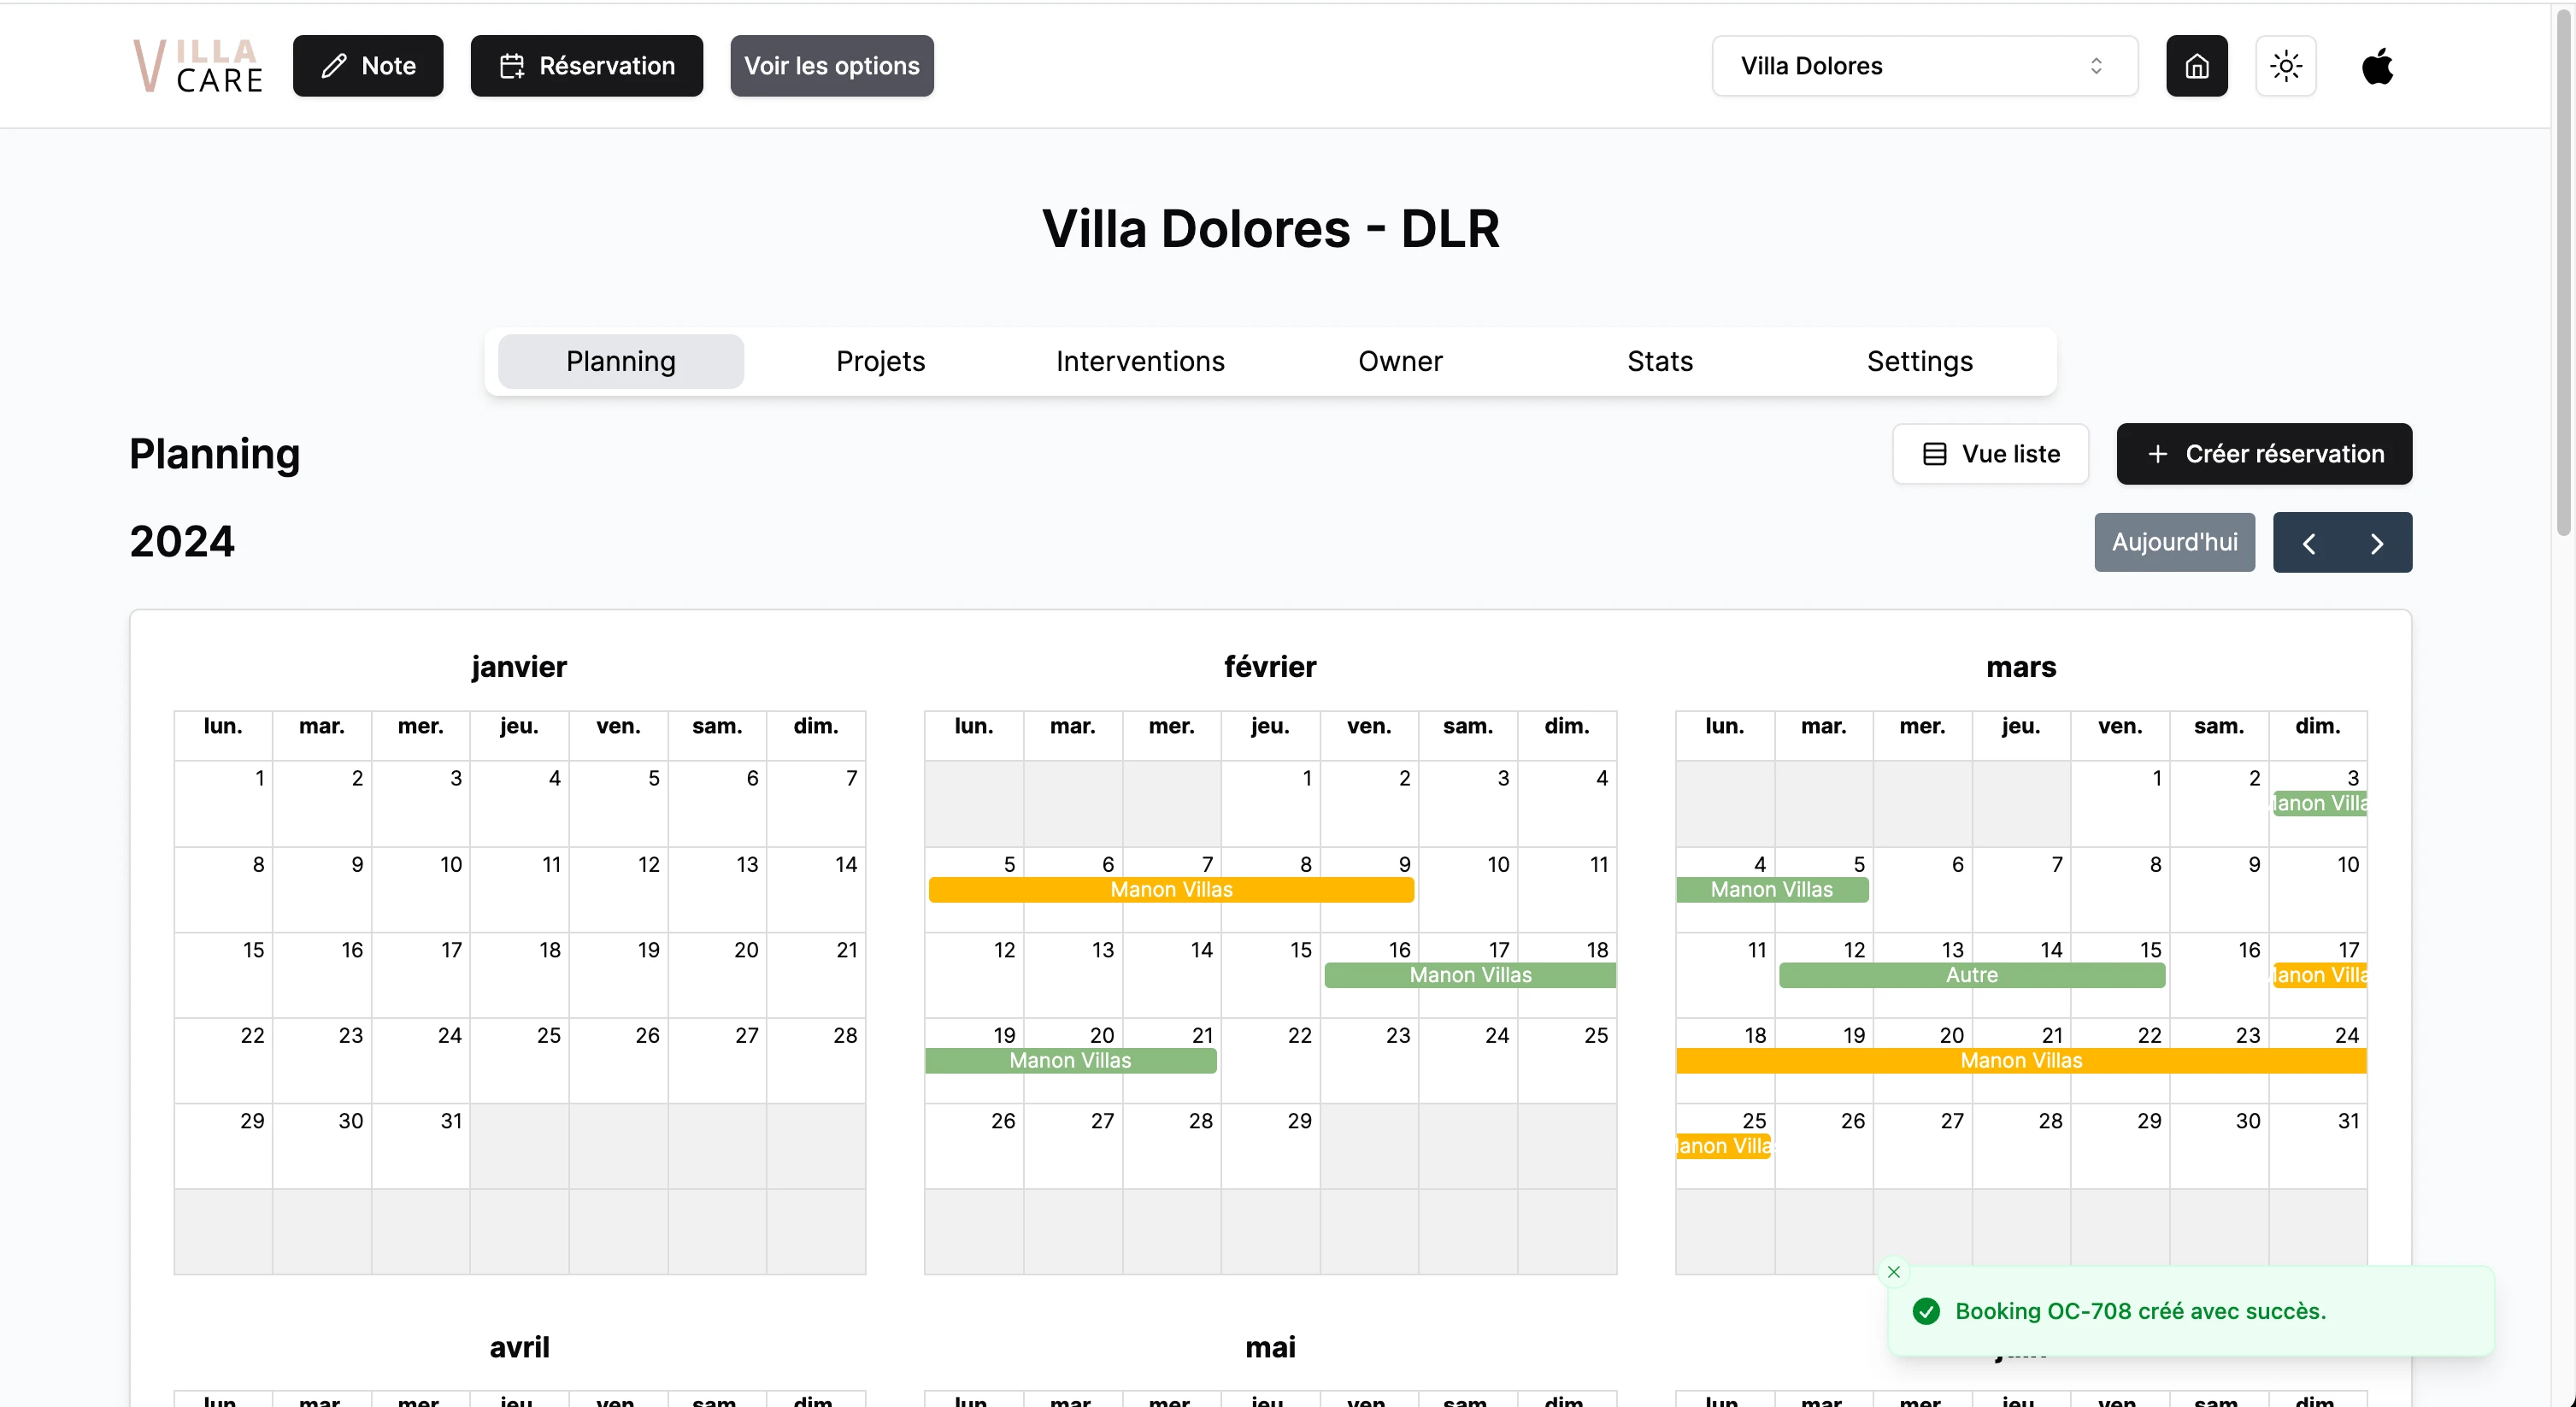 VILLA CARE
Note
Réservation
Voir les options
Villa Dolores
Villa Dolores - DLR
Planning Projets Interventions Owner Stats Settings
Planning
Vue liste
Créer réservation
2024
Aujourd'hui
janvier
lun. mar. mer. jeu. ven. sam. dim.
1 2 3 4 5 6 7
8 9 10 11 12 13 14
15 16 17 18 19 20 21
22 23 24 25 26 27 28
29 30 31
février
lun. mar. mer. jeu. ven. sam. dim.
1 2 3 4
5 6 7 8 9 10 11
Manon Villas
12 13 14 15 16 17 18
Manon Villas
19 20 21 22 23 24 25
Manon Villas
26 27 28 29
mars
lun. mar. mer. jeu. ven. sam. dim.
1 2 3
anon Villa
4 5 6 7 8 9 10
Manon Villas
11 12 13 14 15 16 17
Autre
anon Villa
18 19 20 21 22 23 24
Manon Villas
25 26 27 28 29 30 31
anon Villa
Booking OC-708 créé avec succès.
avril
mai
lun. mar. mer. jeu. ven. sam. dim.
lun. mar. mer. jeu. ven. sam. dim.
lun. mar. mer. jeu. ven. sam. dim.